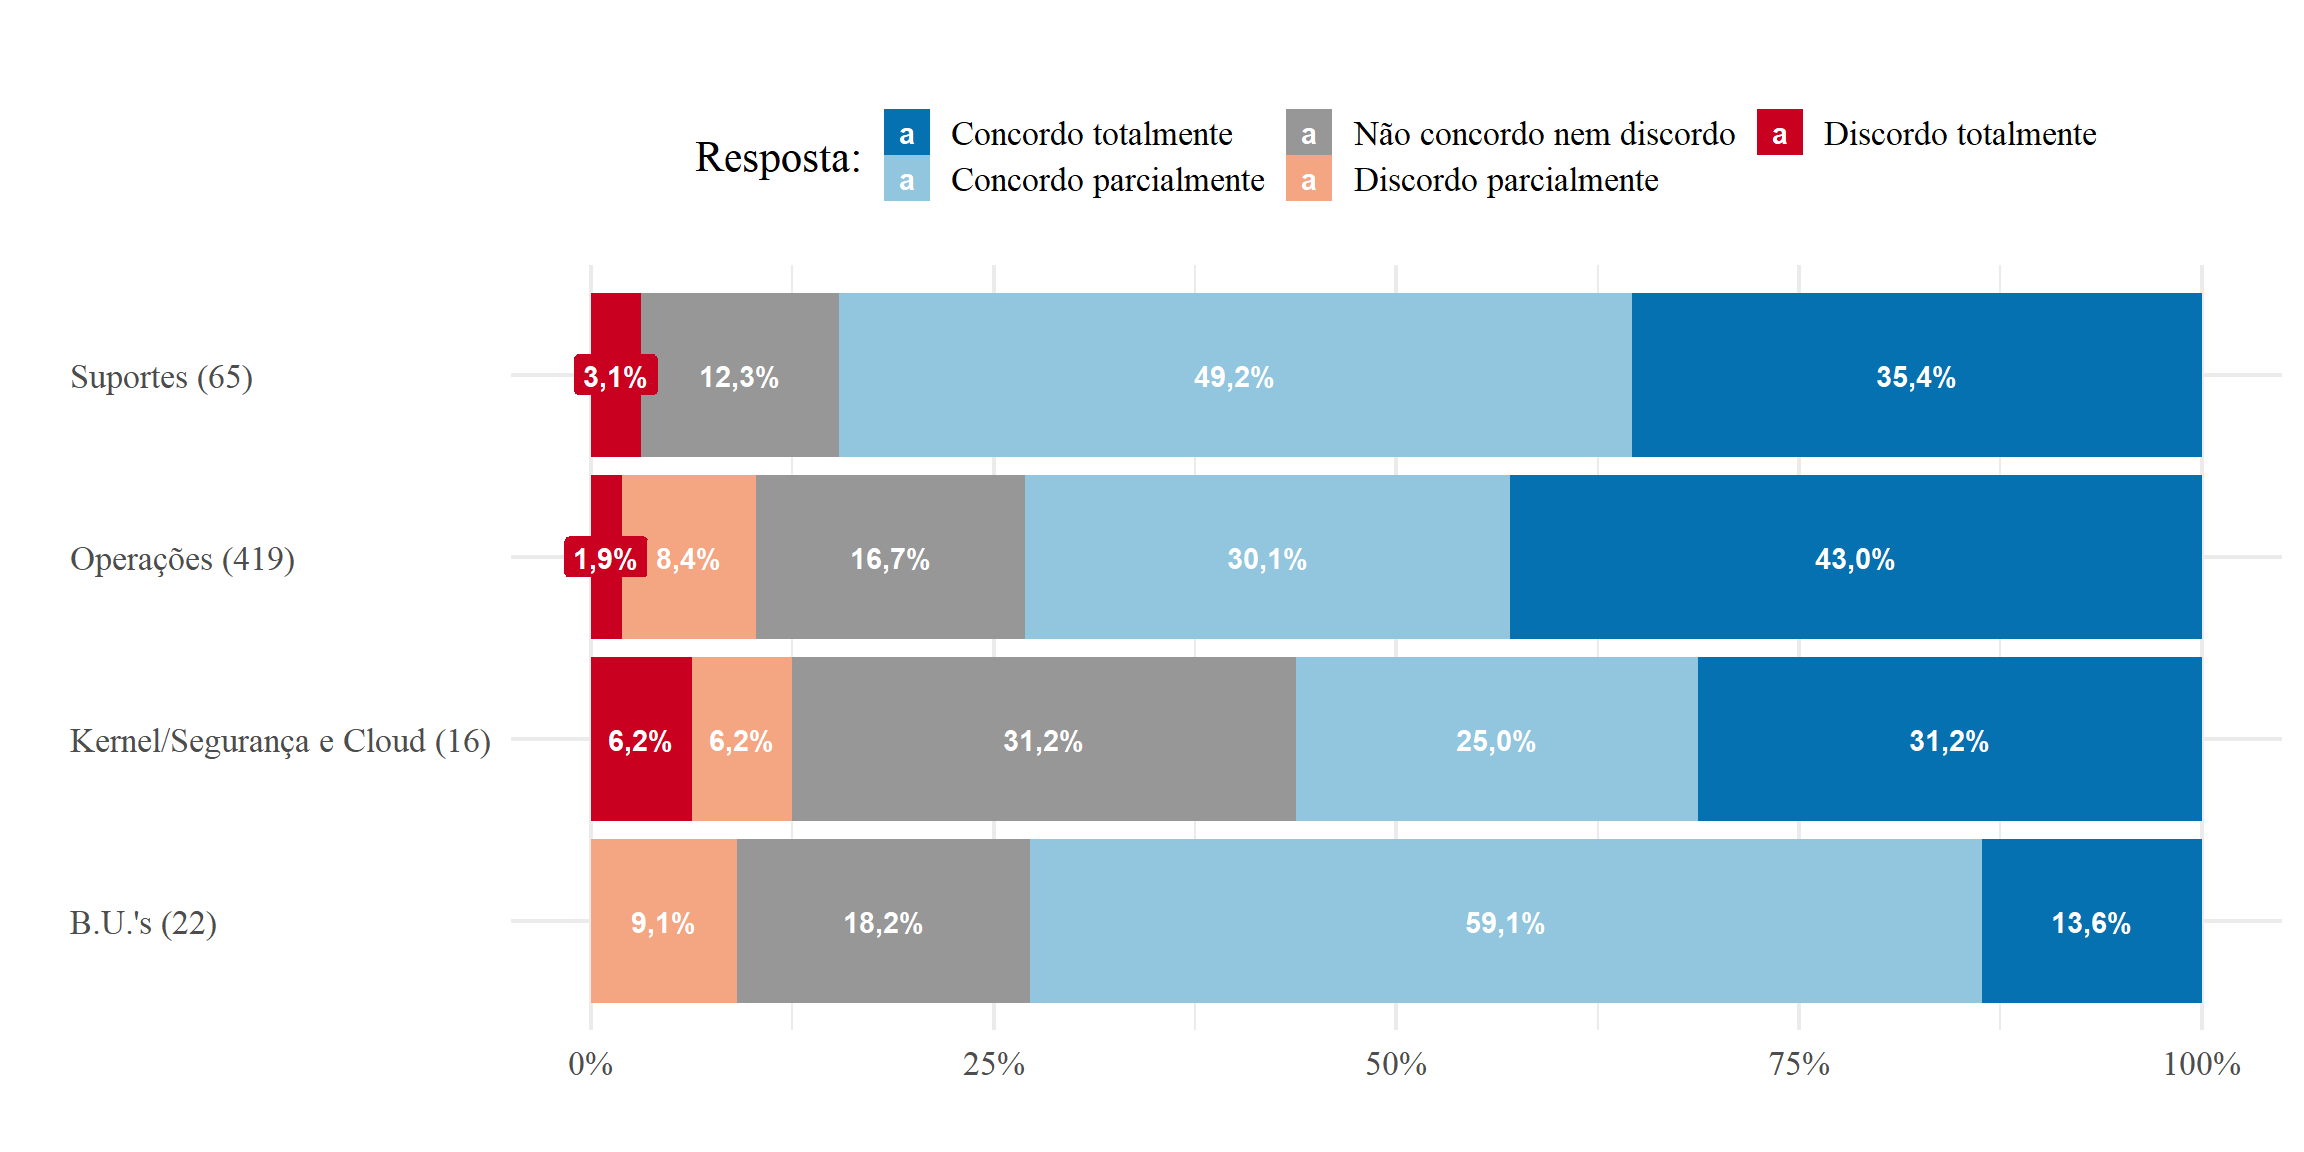 Resposta:
a Concordo totalmente
a Concordo parcialmente
a Não concordo nem discordo
a Discordo parcialmente
a Discordo totalmente
Suportes (65)
3,1% 12,3% 49,2% 35,4%
Operações (419)
1,9% 8,4% 16,7% 30,1% 43,0%
Kernel/Segurança e Cloud (16)
6,2% 6,2% 31,2% 25,0% 31,2%
B.U.'s (22)
9,1% 18,2% 59,1% 13,6%
0% 25% 50% 75% 100%